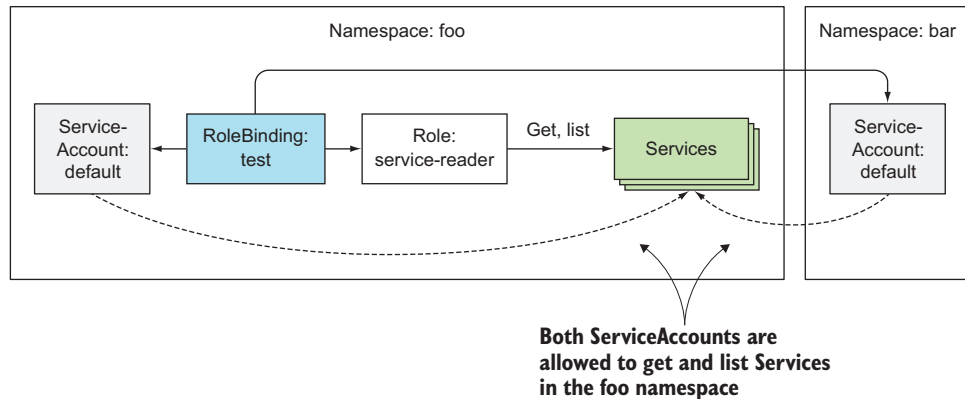 Namespace: foo
Namespace: bar
Service-
Account:
default
RoleBinding:
test
Role:
service-reader
Get, list
Services
Service-
Account:
default
Both ServiceAccounts are
allowed to get and list Services
in the foo namespace